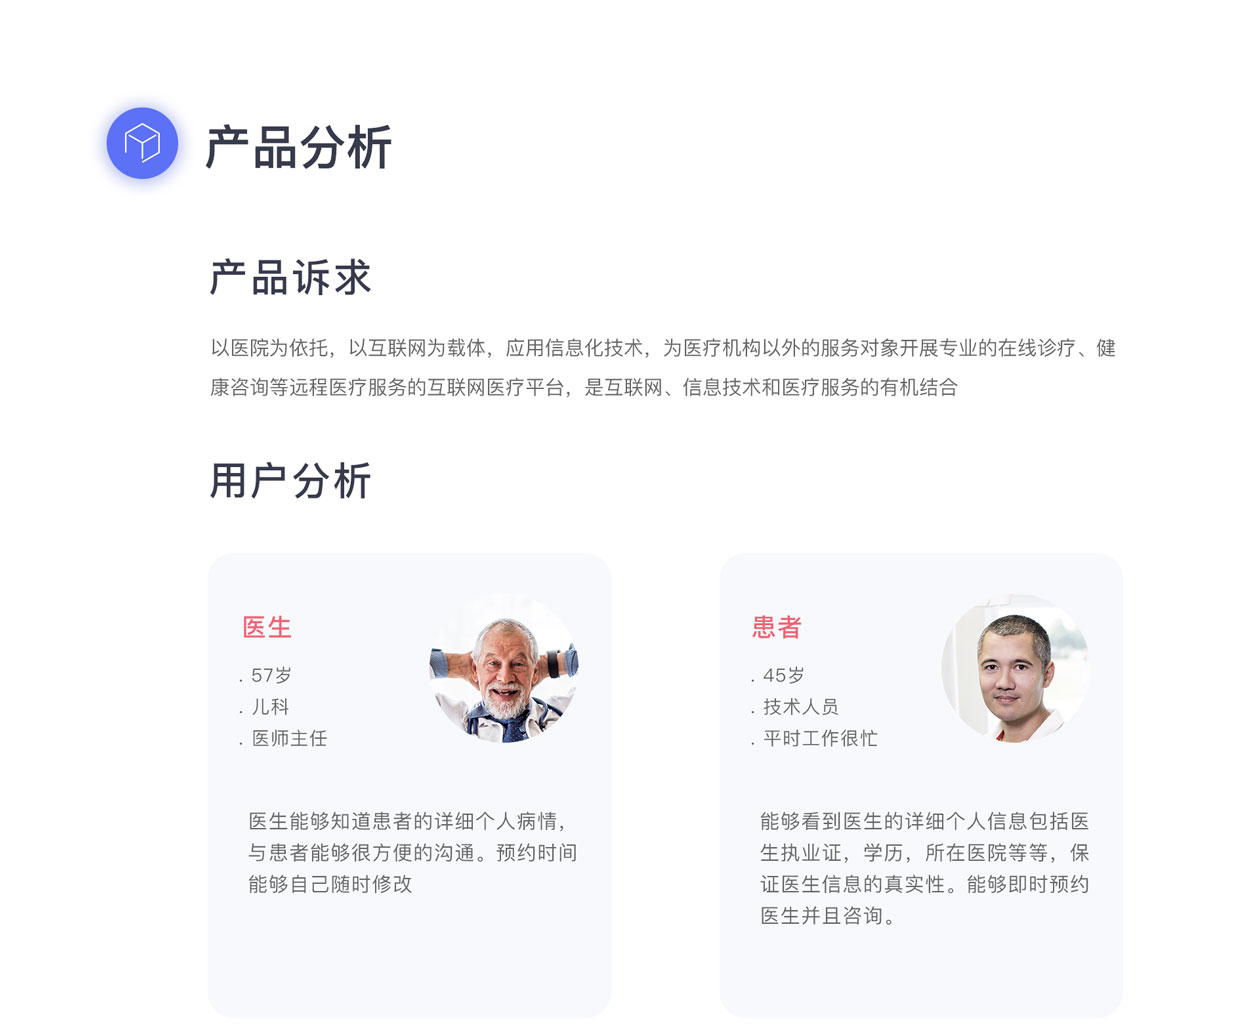 产品分析
产品诉求
以医院为依托，以互联网为载体，应用信息化技术，为医疗机构以外的服务对象开展专业的在线诊疗、健
康咨询等远程医疗服务的互联网医疗平台，是互联网、信息技术和医疗服务的有机结合
用户分析
医生
. 57岁
. 儿科
. 医师主任
医生能够知道患者的详细个人病情，
与患者能够很方便的沟通。预约时间
能够自己随时修改
患者
. 45岁
. 技术人员
. 平时工作很忙
能够看到医生的详细个人信息包括医
生执业证，学历，所在医院等等，保
证医生信息的真实性。能够即时预约
医生并且咨询。